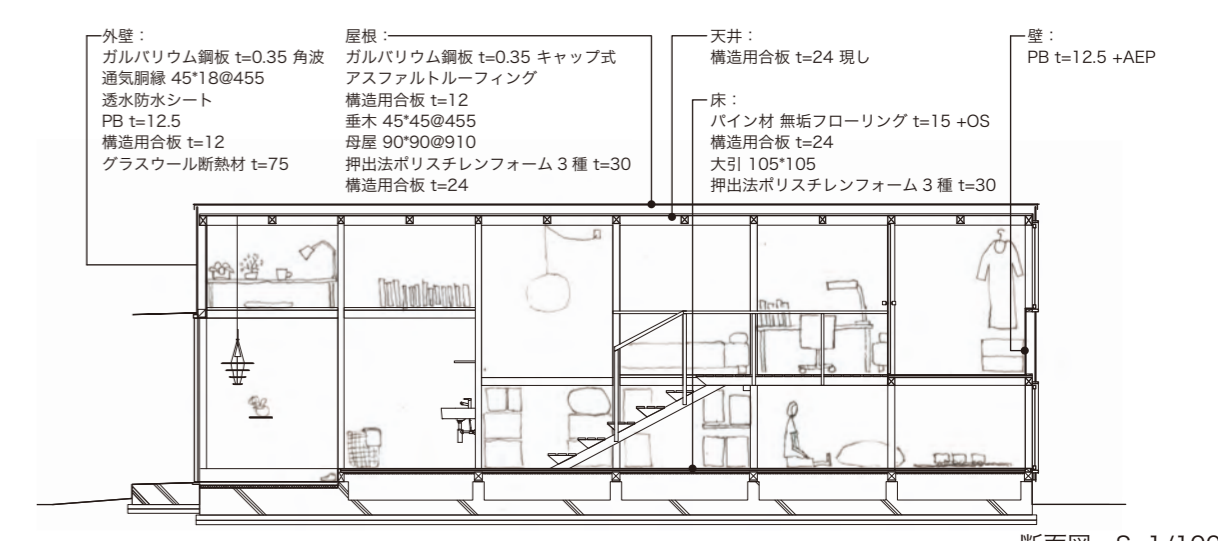 外壁：
ガルバリウム鋼板 t=0.35 角波
通気胴縁 45*18@455
透水防水シート
PB t=12.5
構造用合板 t=12
グラスウール断熱材 t=75
屋根：
ガルバリウム鋼板 t=0.35 キャップ式
アスファルトルーフィング
構造用合板 t=12
垂木 45*45@455
母屋 90*90@910
押出法ポリスチレンフォーム３種 t=30
構造用合板 t=24
天井：
構造用合板 t=24 現し
床：
パイン材 無垢フローリング t=15 +OS
構造用合板 t=24
大引 105*105
押出法ポリスチレンフォーム３種 t=30
壁：
PB t=12.5 +AEP